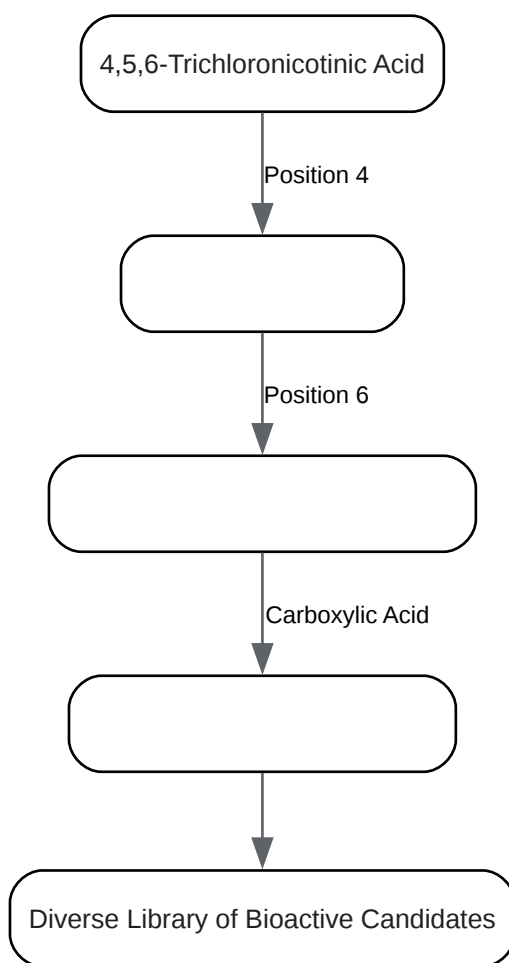 4,5,6-Trichloronicotinic Acid
Position 4
Position 6
Carboxylic Acid
Diverse Library of Bioactive Candidates